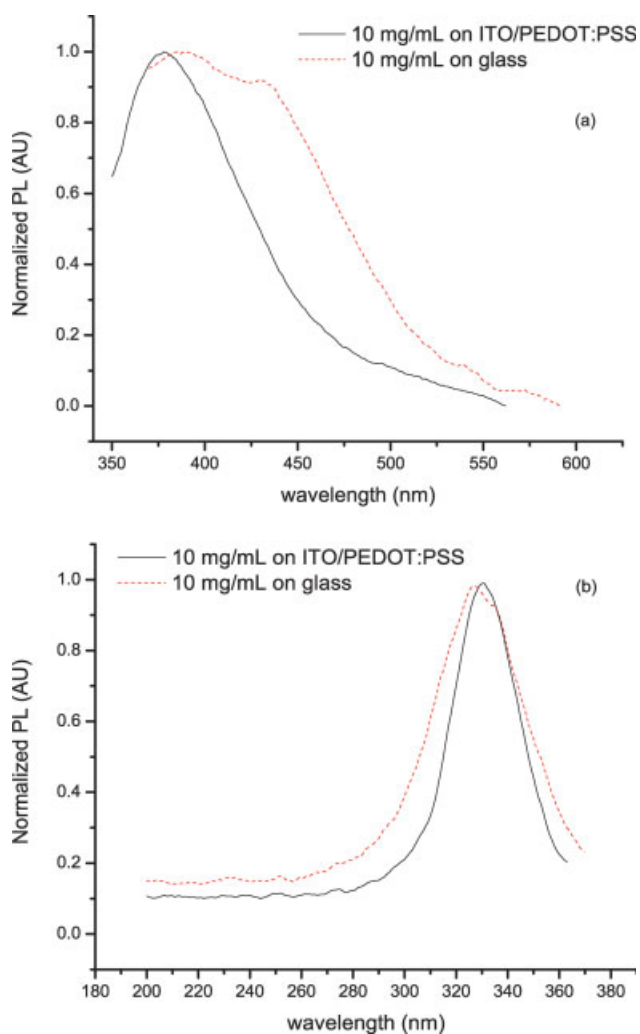 10 mg/mL on ITO/PEDOT:PSS
10 mg/mL on glass
(a)
Normalized PL (AU)
1.0
0.8
0.6
0.4
0.2
0.0
350 400 450 500 550 600
wavelength (nm)
10 mg/mL on ITO/PEDOT:PSS
10 mg/mL on glass
(b)
Normalized PL (AU)
1.0
0.8
0.6
0.4
0.2
0.0
180 200 220 240 260 280 300 320 340 360 380
wavelength (nm)